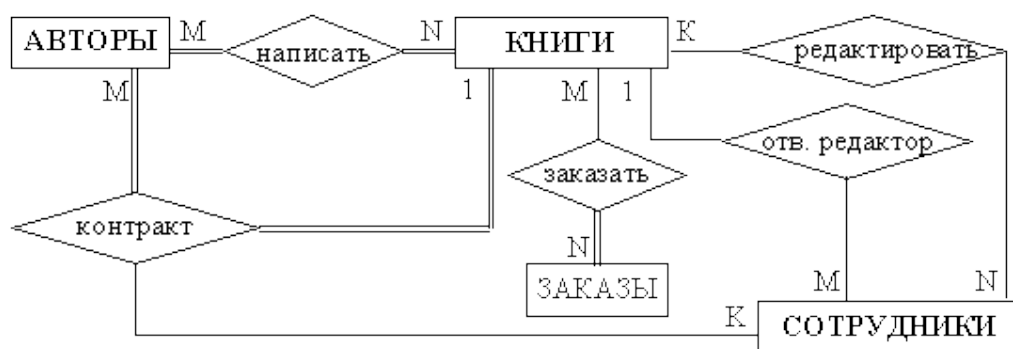 АВТОРЫ М написать N КНИГИ К редактировать
М 1 М 1
отв. редактор
заказать
контракт
N М N
ЗАКАЗЫ
К СОТРУДНИКИ